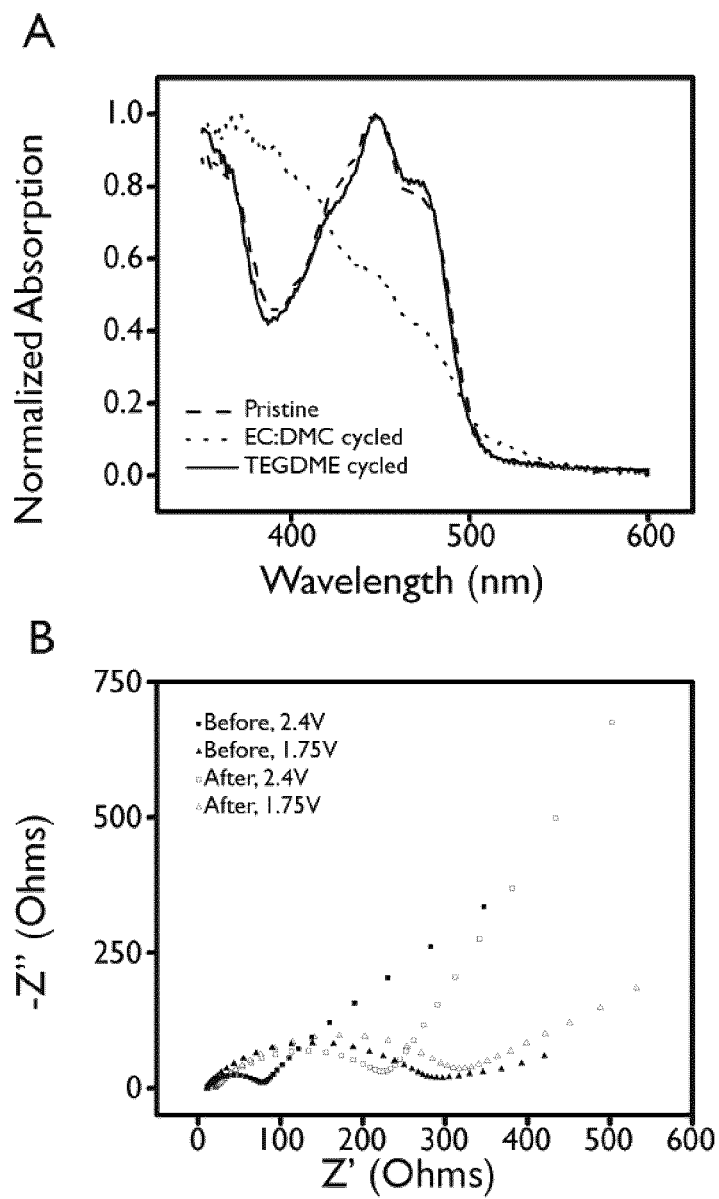 A
Normalized Absorption
1.0
0.8
0.6
0.4
0.2
0.0
Pristine
EC:DMC cycled
TEGDME cycled
400
500
600
Wavelength (nm)
B
-Z'' (Ohms)
750
500
250
0
Before, 2.4V
Before, 1.75V
After, 2.4V
After, 1.75V
0
100
200
300
400
500
600
Z' (Ohms)